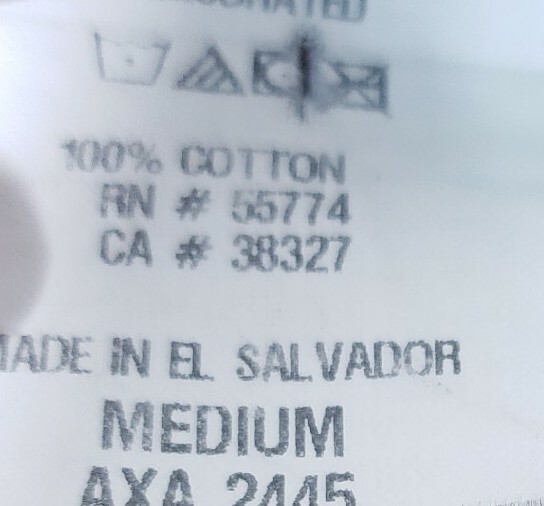 100% COTTON
RN # 55774
CA # 38327
MADE IN EL SALVADOR
MEDIUM
AXA 2445